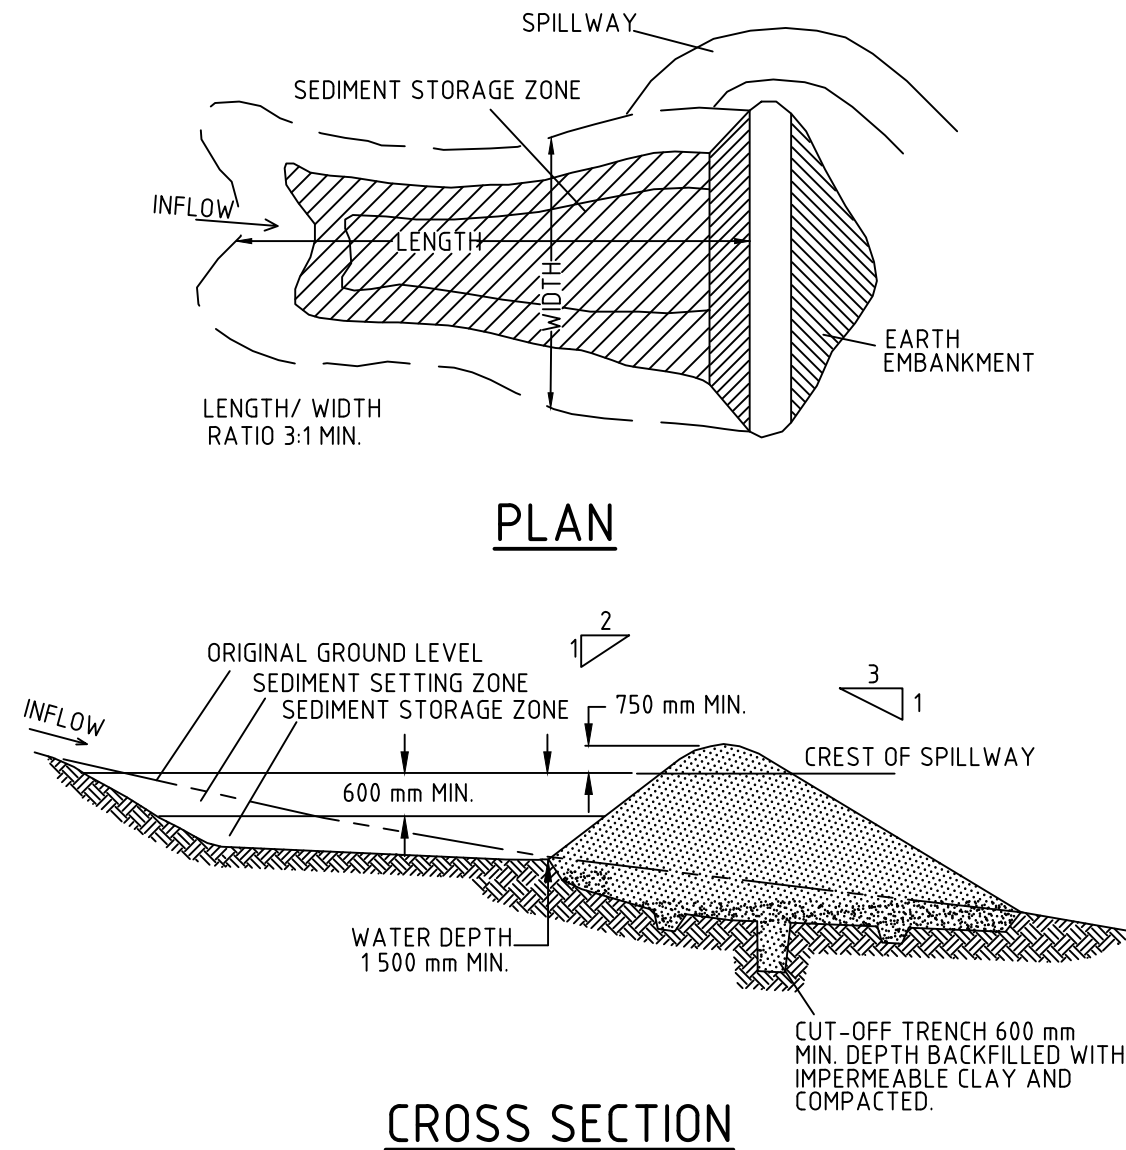 SPILLWAY
SEDIMENT STORAGE ZONE
INFLOW
LENGTH
WIDTH
EARTH
EMBANKMENT
LENGTH/ WIDTH
RATIO 3:1 MIN.
PLAN
2
1
ORIGINAL GROUND LEVEL
SEDIMENT SETTING ZONE
SEDIMENT STORAGE ZONE
INFLOW
750 mm MIN.
3
1
CREST OF SPILLWAY
600 mm MIN.
WATER DEPTH
1500 mm MIN.
CUT-OFF TRENCH 600 mm
MIN. DEPTH BACKFILLED WITH
IMPERMEABLE CLAY AND
COMPACTED.
CROSS SECTION